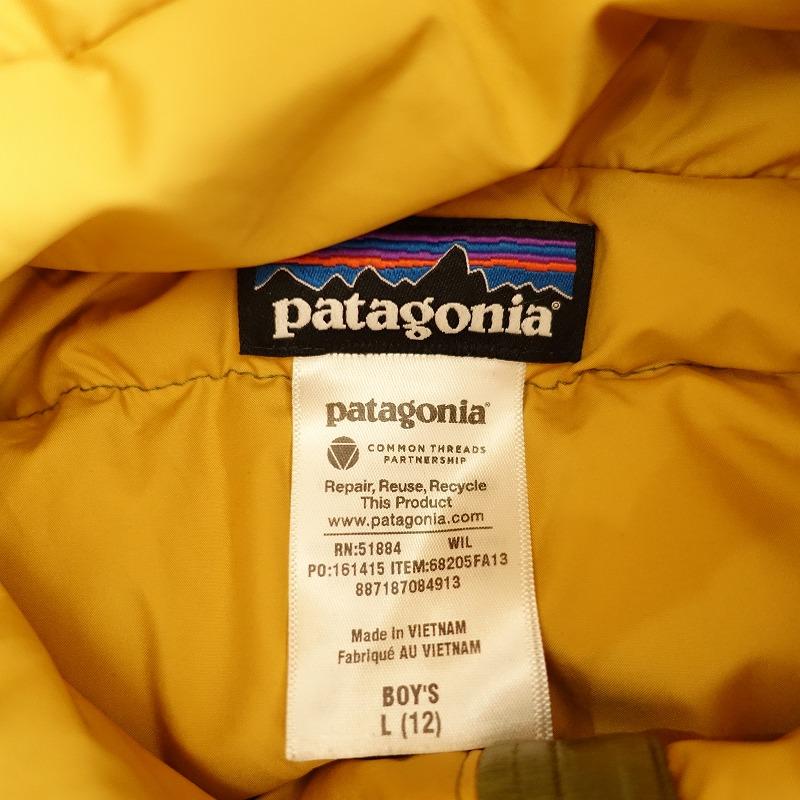 patagonia®
patagonia®
COMMON THREADS
PARTNERSHIP
Repair, Reuse, Recycle
This Product
www.patagonia.com
RN:51884 WIL
PO:161415 ITEM:68205FA13
887187084913
Made in VIETNAM
Fabriqué AU VIETNAM
BOY'S
L (12)